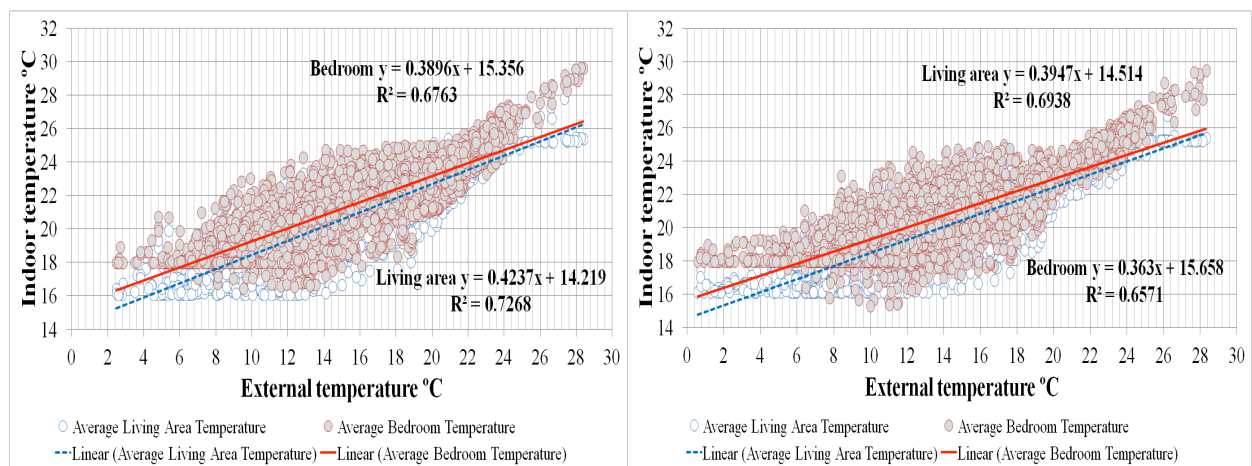 32
30
28
26
24
22
20
18
16
14
Indoor temperature ºC
Bedroom y = 0.3896x + 15.356
R² = 0.6763
Living area y = 0.4237x + 14.219
R² = 0.7268
0 2 4 6 8 10 12 14 16 18 20 22 24 26 28 30
External temperature ºC
Average Living Area Temperature Average Bedroom Temperature
Linear (Average Living Area Temperature) Linear (Average Bedroom Temperature)
32
30
28
26
24
22
20
18
16
14
Indoor temperature ºC
Living area y = 0.3947x + 14.514
R² = 0.6938
Bedroom y = 0.363x + 15.658
R² = 0.6571
0 2 4 6 8 10 12 14 16 18 20 22 24 26 28 30
External temperature ºC
Average Living Area Temperature Average Bedroom Temperature
Linear (Average Living Area Temperature) Linear (Average Bedroom Temperature)